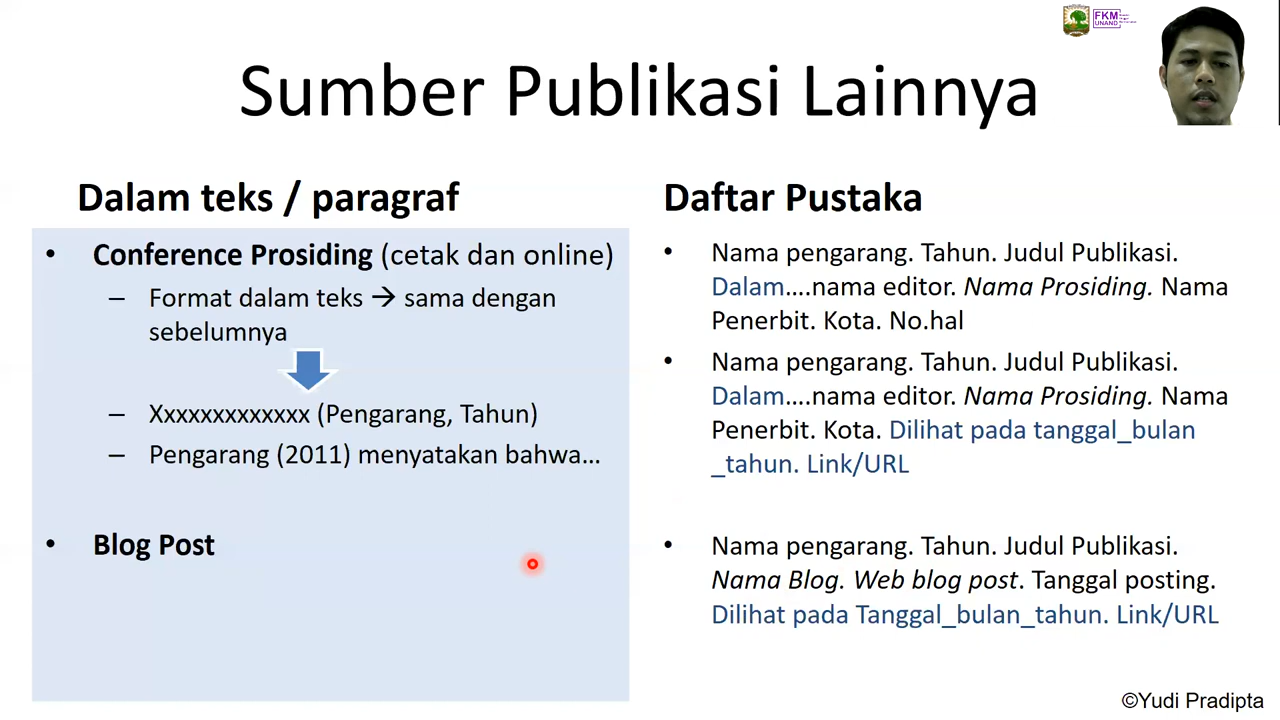 FKM
UNAND
Sumber Publikasi Lainnya
Dalam teks / paragraf
• Conference Prosiding (cetak dan online)
– Format dalam teks → sama dengan
sebelumnya
– Xxxxxxxxxxxxx (Pengarang, Tahun)
– Pengarang (2011) menyatakan bahwa...
• Blog Post
Daftar Pustaka
• Nama pengarang. Tahun. Judul Publikasi.
Dalam....nama editor. Nama Prosiding. Nama
Penerbit. Kota. No.hal
• Nama pengarang. Tahun. Judul Publikasi.
Dalam....nama editor. Nama Prosiding. Nama
Penerbit. Kota. Dilihat pada tanggal_bulan
_tahun. Link/URL
• Nama pengarang. Tahun. Judul Publikasi.
Nama Blog. Web blog post. Tanggal posting.
Dilihat pada Tanggal_bulan_tahun. Link/URL
©Yudi Pradipta